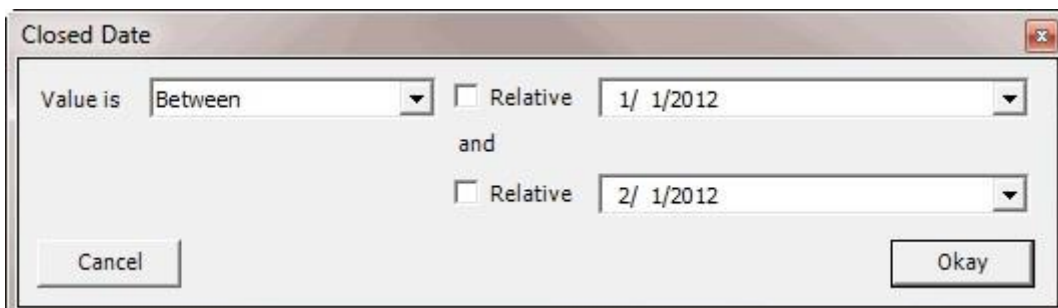 Closed Date
Value is Between Relative 1/ 1/2012
and
Relative 2/ 1/2012
Cancel Okay